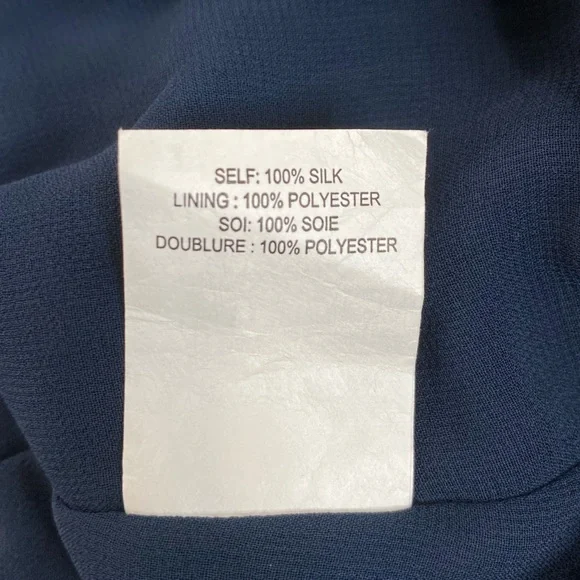 SELF: 100% SILK
LINING : 100% POLYESTER
SOI: 100% SOIE
DOUBLURE : 100% POLYESTER